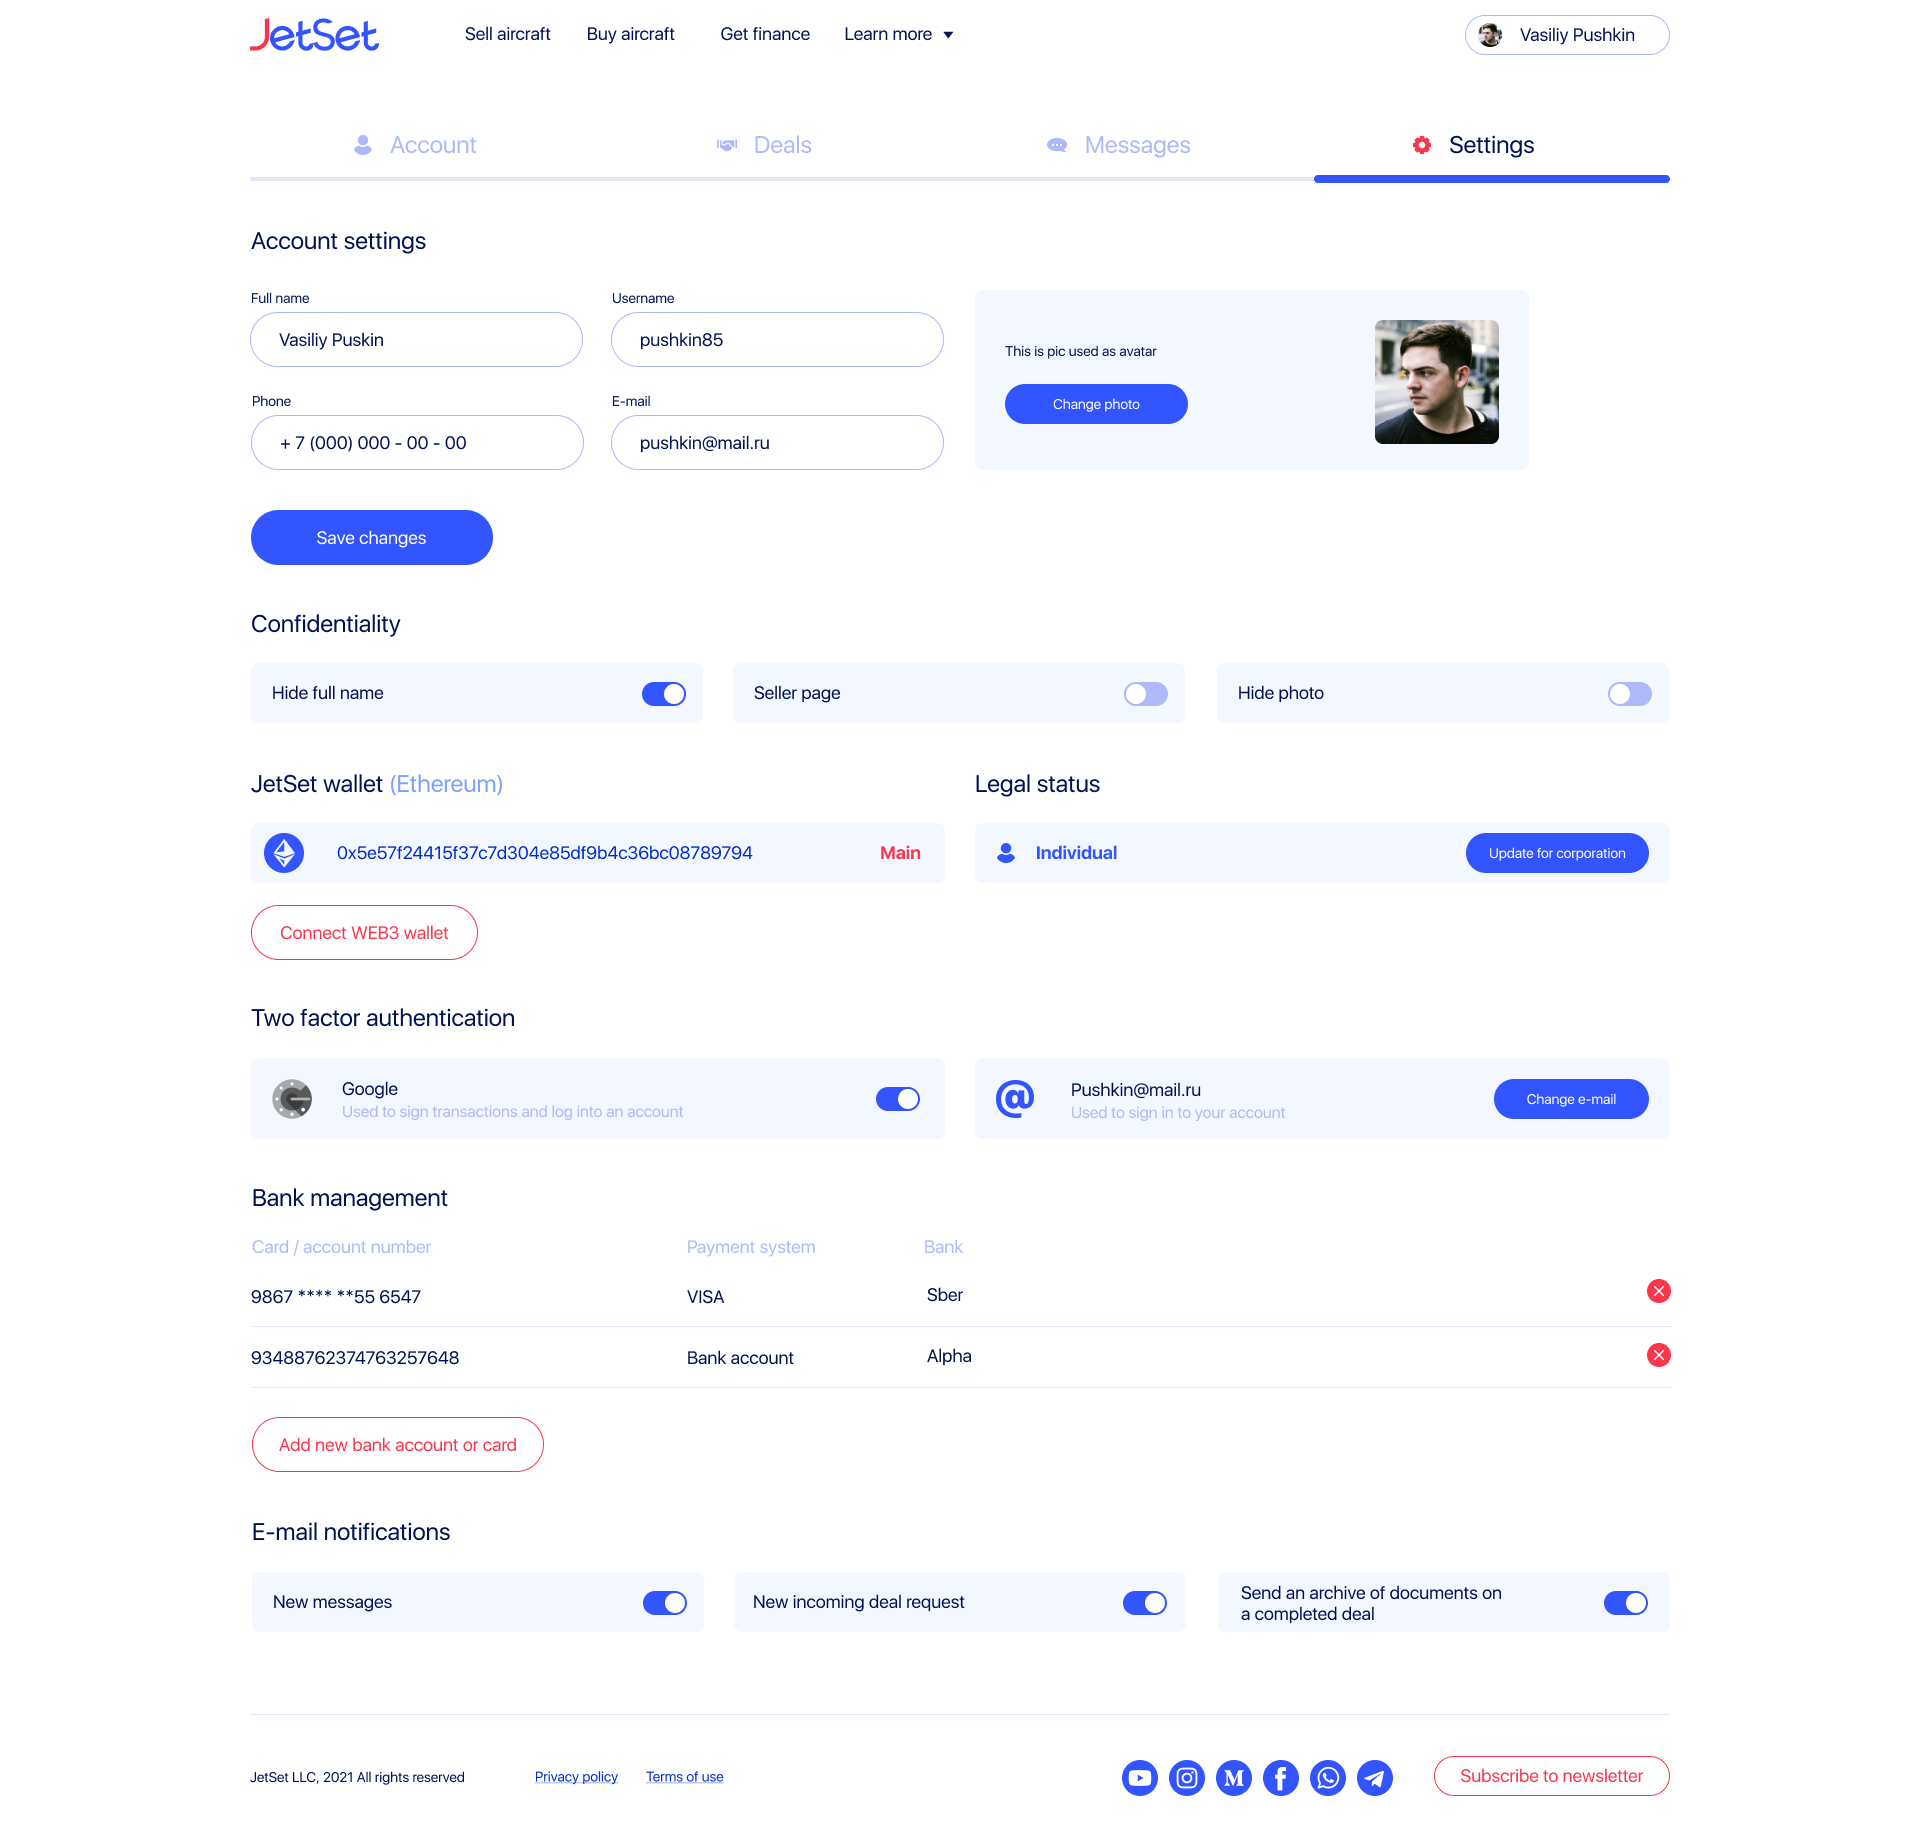 JetSet
Sell aircraft
Buy aircraft
Get finance
Learn more
Vasiliy Pushkin
Account
Deals
Messages
Settings
Account settings
Full name
Username
Vasiliy Puskin
pushkin85
This is pic used as avatar
Change photo
Phone
E-mail
+ 7 (000) 000 - 00 - 00
pushkin@mail.ru
Save changes
Confidentiality
Hide full name
Seller page
Hide photo
JetSet wallet (Ethereum)
Legal status
0x5e57f24415f37c7d304e85df9b4c36bc08789794
Main
Individual
Update for corporation
Connect WEB3 wallet
Two factor authentication
Google
Used to sign transactions and log into an account
@
Pushkin@mail.ru
Used to sign in to your account
Change e-mail
Bank management
Card / account number
Payment system
Bank
9867 **** **55 6547
VISA
Sber
93488762374763257648
Bank account
Alpha
Add new bank account or card
E-mail notifications
New messages
New incoming deal request
Send an archive of documents on
a completed deal
JetSet LLC, 2021 All rights reserved
Privacy policy
Terms of use
Subscribe to newsletter